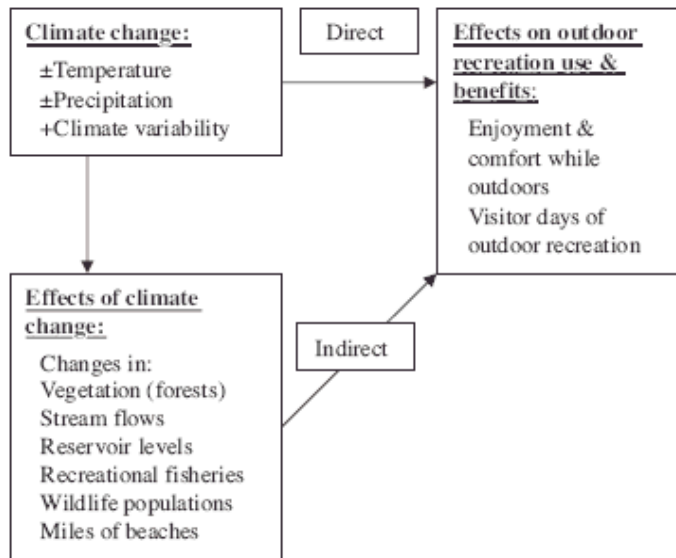 Climate change:
±Temperature
±Precipitation
+Climate variability
Direct
Effects on outdoor
recreation use &
benefits:
Enjoyment &
comfort while
outdoors
Visitor days of
outdoor recreation
Effects of climate
change:
Changes in:
Vegetation (forests)
Stream flows
Reservoir levels
Recreational fisheries
Wildlife populations
Miles of beaches
Indirect